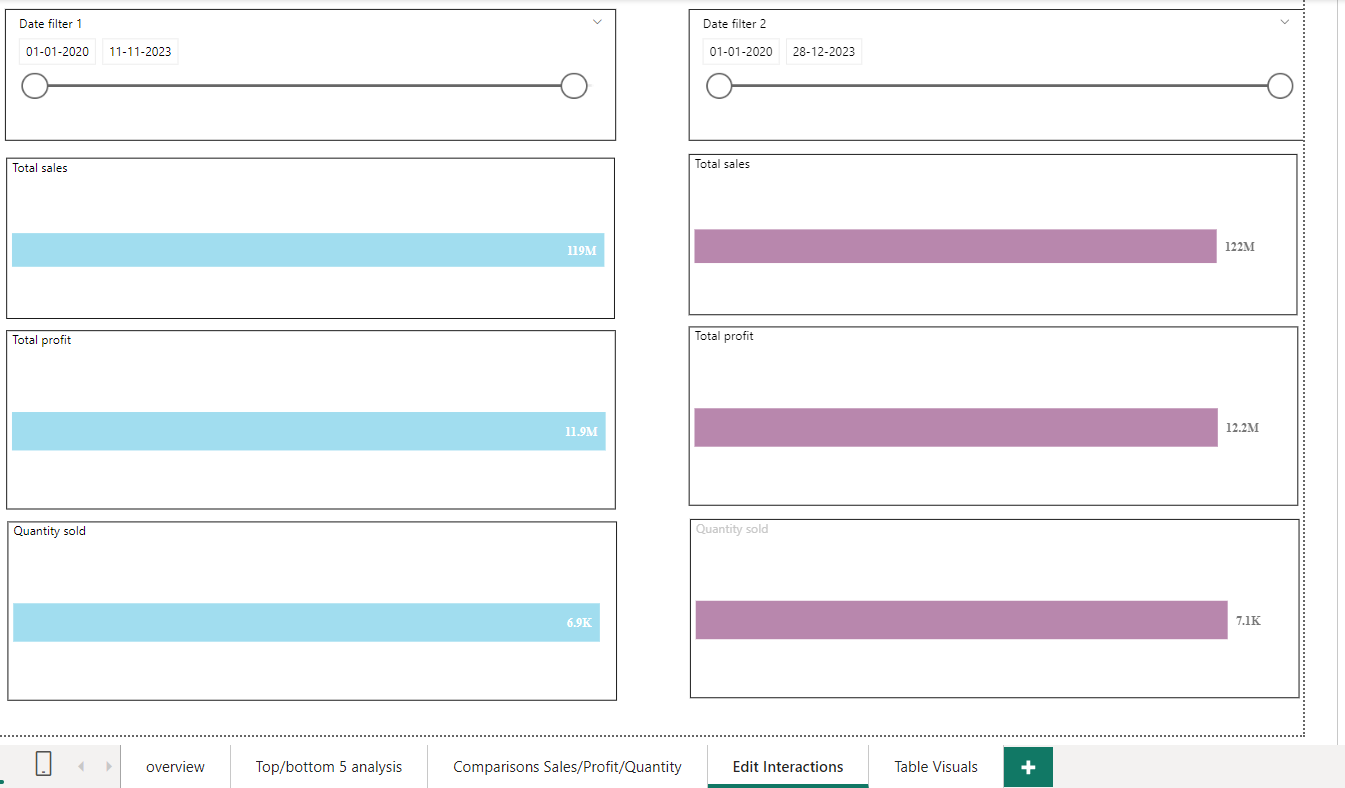 Date filter 1
01-01-2020 11-11-2023
Total sales
119M
Total profit
11.9M
Quantity sold
6.9K
Date filter 2
01-01-2020 28-12-2023
Total sales
122M
Total profit
12.2M
Quantity sold
7.1K
overview Top/bottom 5 analysis Comparisons Sales/Profit/Quantity Edit Interactions Table Visuals +